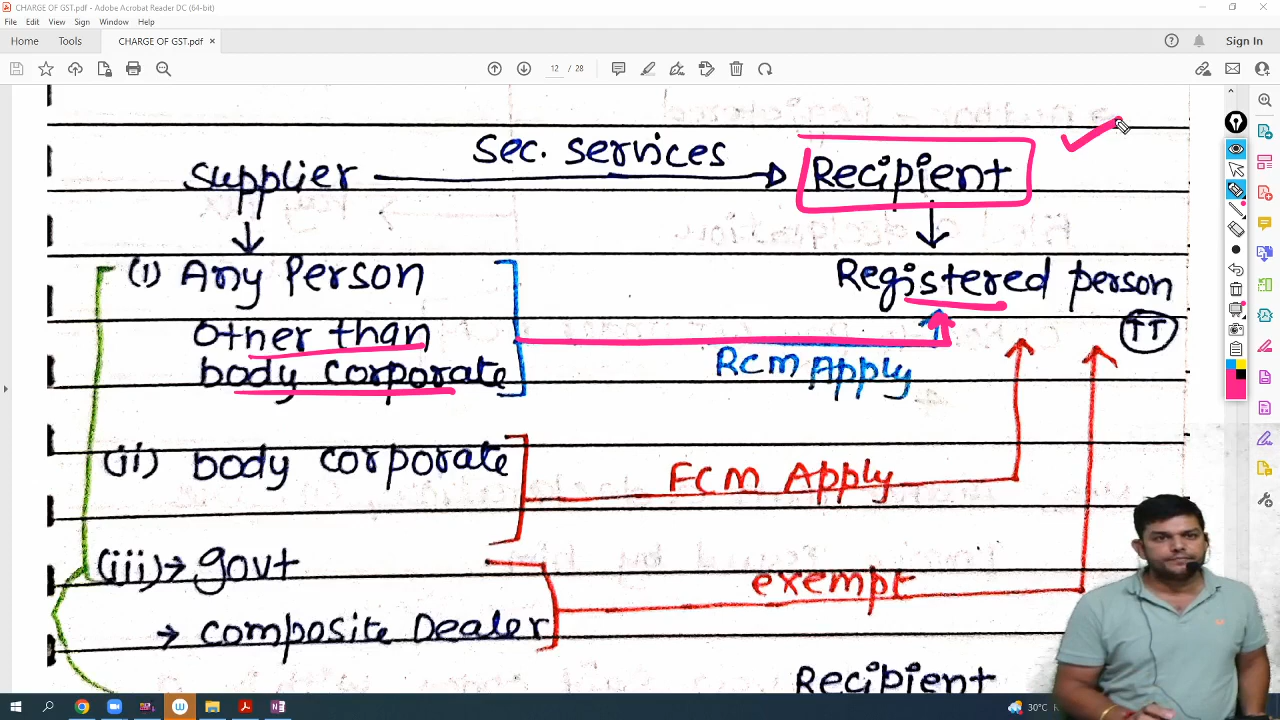 CHARGE OF GST.pdf - Adobe Acrobat Reader DC (64-bit)
File Edit View Sign Window Help
Home Tools CHARGE OF GST.pdf × Sign In
12 / 28
Supplier Sec. Services Recipient
(i) Any Person Registered person
Other than
body Corporate RCM Apply
(ii) body corporate FCM Apply
(iii) → govt exempt
→ composite Dealer
Recipient
30°C